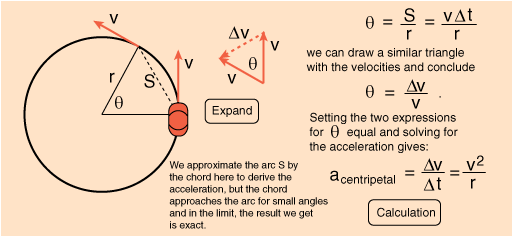 v
v
r
S
θ
Δv
v
v
θ
Expand
We approximate the arc S by
the chord here to derive the
acceleration, but the chord
approaches the arc for small angles
and in the limit, the result we get
is exact.
θ = S/r = vΔt/r
we can draw a similar triangle
with the velocities and conclude
θ = Δv/v .
Setting the two expressions
for θ equal and solving for
the acceleration gives:
a centripetal = Δv/Δt = v²/r
Calculation